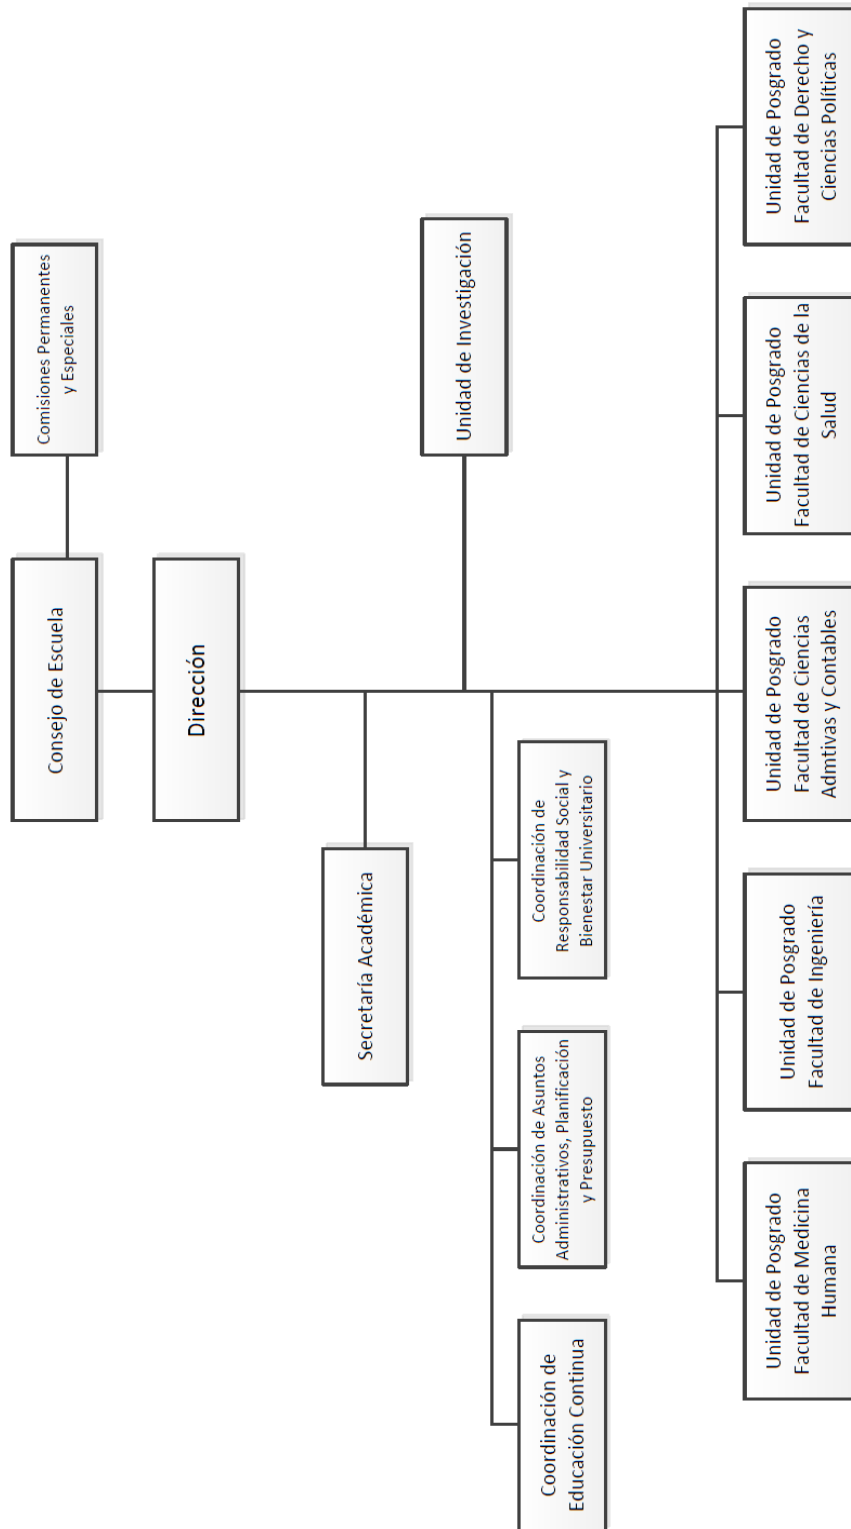 Consejo de Escuela
Comisiones Permanentes
y Especiales
Dirección
Secretaría Académica
Unidad de Investigación
Coordinación de
Educación Continua
Coordinación de Asuntos
Administrativos, Planificación
y Presupuesto
Coordinación de
Responsabilidad Social y
Bienestar Universitario
Unidad de Posgrado
Facultad de Medicina
Humana
Unidad de Posgrado
Facultad de Ingeniería
Unidad de Posgrado
Facultad de Ciencias
Admtivas y Contables
Unidad de Posgrado
Facultad de Ciencias de la
Salud
Unidad de Posgrado
Facultad de Derecho y
Ciencias Políticas